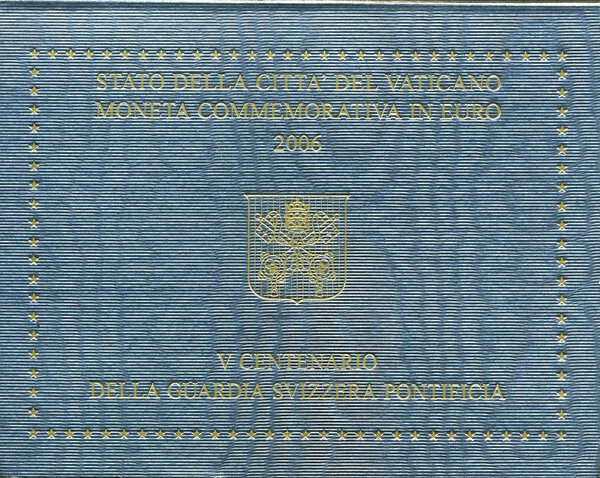 STATO DELLA CITTA' DEL VATICANO
MONETA COMMEMORATIVA IN EURO
2006
V CENTENARIO
DELLA GUARDIA SVIZZERA PONTIFICIA